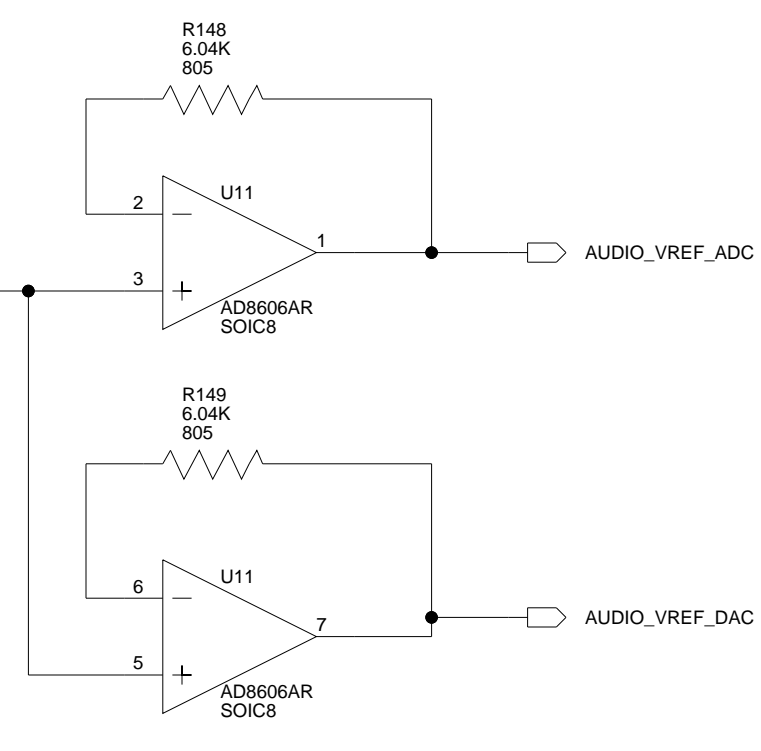 R148
6.04K
805
U11
2
1
AUDIO_VREF_ADC
3
AD8606AR
SOIC8
R149
6.04K
805
U11
6
7
AUDIO_VREF_DAC
5
AD8606AR
SOIC8